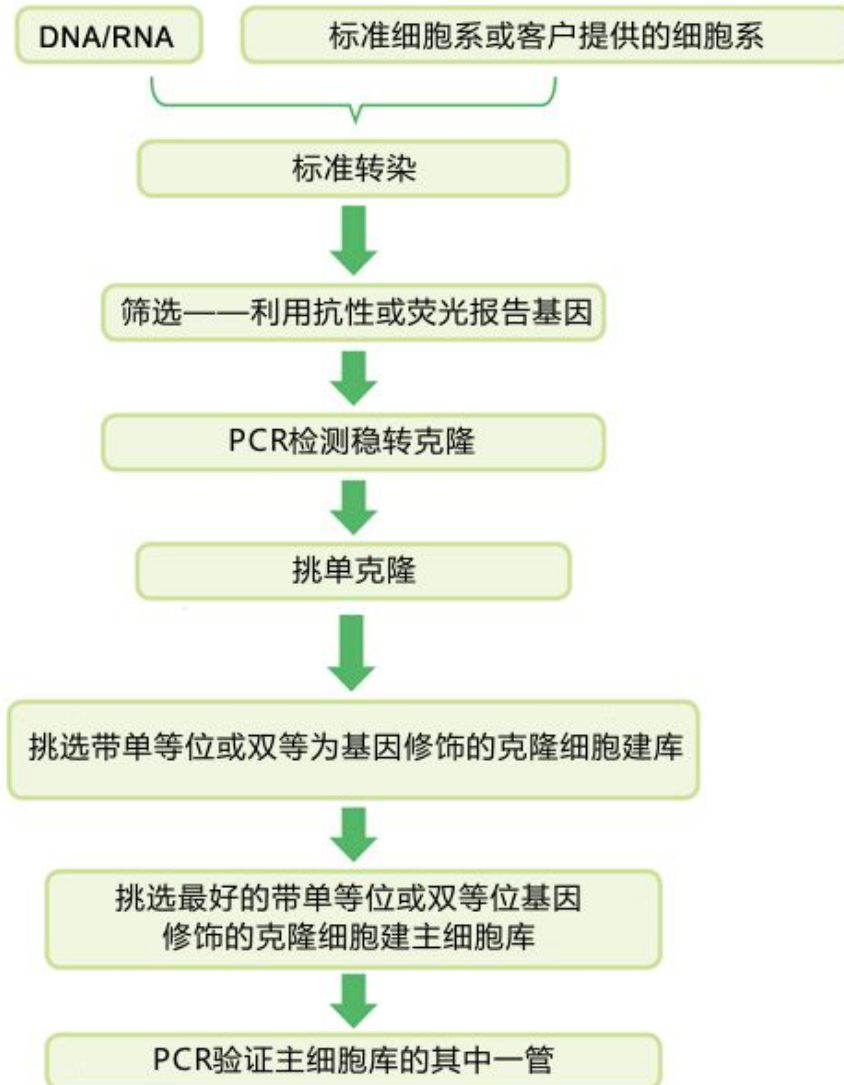 DNA/RNA
标准细胞系或客户提供的细胞系
标准转染
筛选——利用抗性或荧光报告基因
PCR检测稳转克隆
挑单克隆
挑选带单等位或双等为基因修饰的克隆细胞建库
挑选最好的带单等位或双等位基因
修饰的克隆细胞建主细胞库
PCR验证主细胞库的其中一管